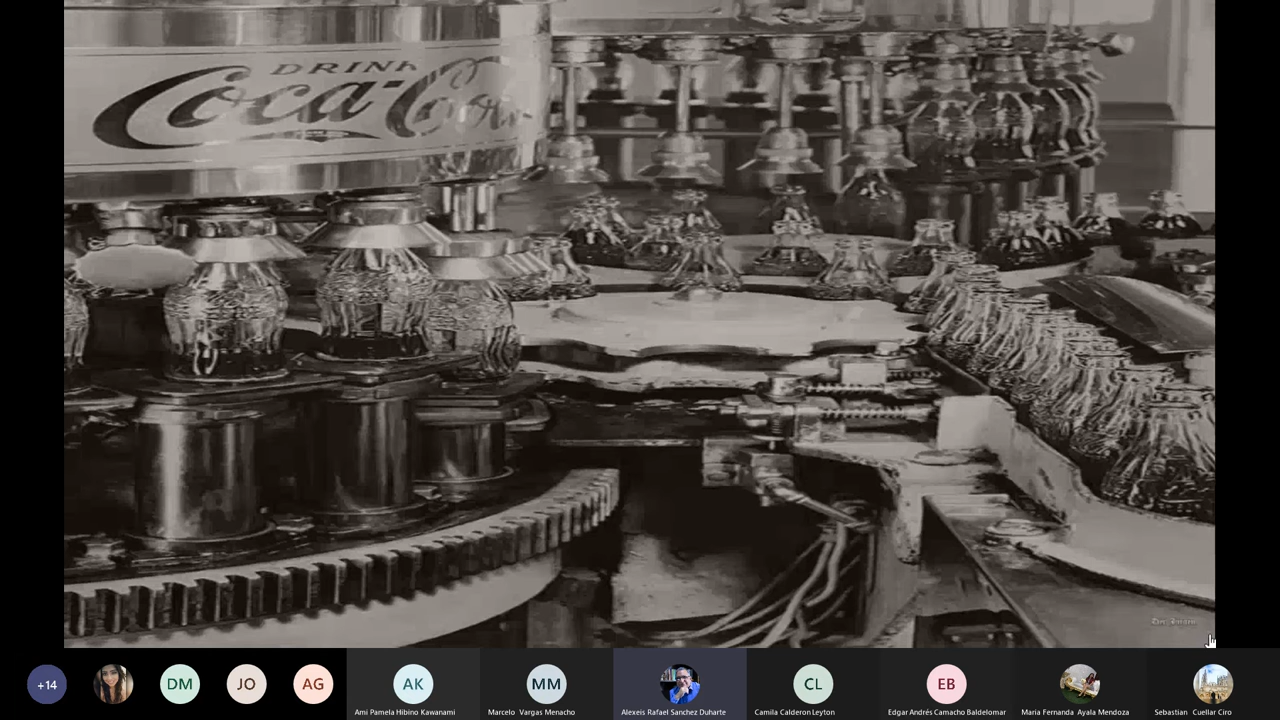 DRINK
Coca-Cola
+14
DM
JO
AG
AK
MM
CL
EB
Ami Pamela Hibino Kawanami
Marcelo Vargas Menacho
Alexeis Rafael Sanchez Duharte
Camila Calderon Leyton
Edgar Andrés Camacho Baldelomar
Maria Fernanda Ayala Mendoza
Sebastian Cuellar Ciro